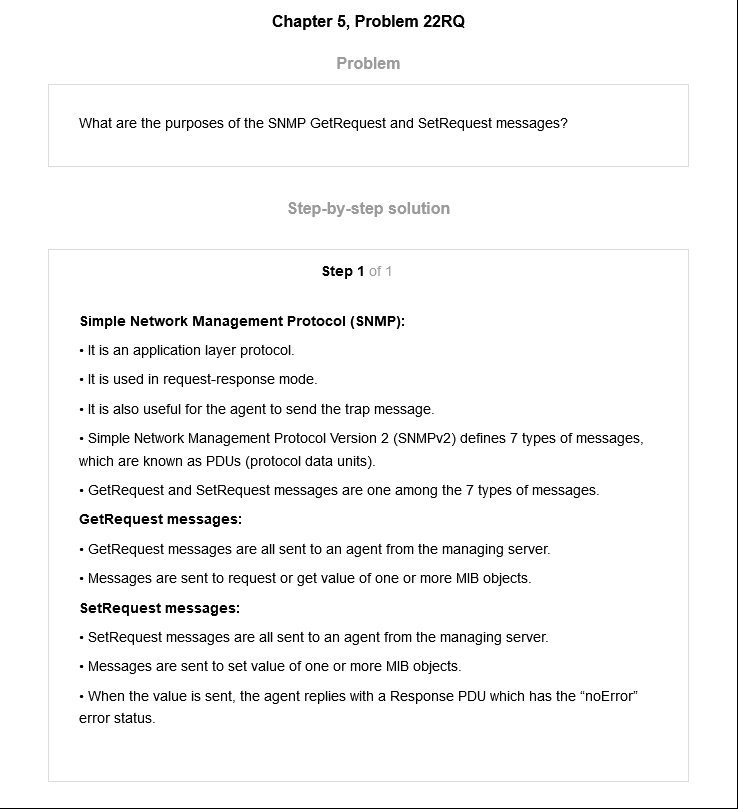 Chapter 5, Problem 22RQ
Problem
What are the purposes of the SNMP GetRequest and SetRequest messages?
Step-by-step solution
Step 1 of 1
Simple Network Management Protocol (SNMP):
• It is an application layer protocol.
• It is used in request-response mode.
• It is also useful for the agent to send the trap message.
• Simple Network Management Protocol Version 2 (SNMPv2) defines 7 types of messages,
which are known as PDUs (protocol data units).
• GetRequest and SetRequest messages are one among the 7 types of messages.
GetRequest messages:
• GetRequest messages are all sent to an agent from the managing server.
• Messages are sent to request or get value of one or more MIB objects.
SetRequest messages:
• SetRequest messages are all sent to an agent from the managing server.
• Messages are sent to set value of one or more MIB objects.
• When the value is sent, the agent replies with a Response PDU which has the “noError”
error status.